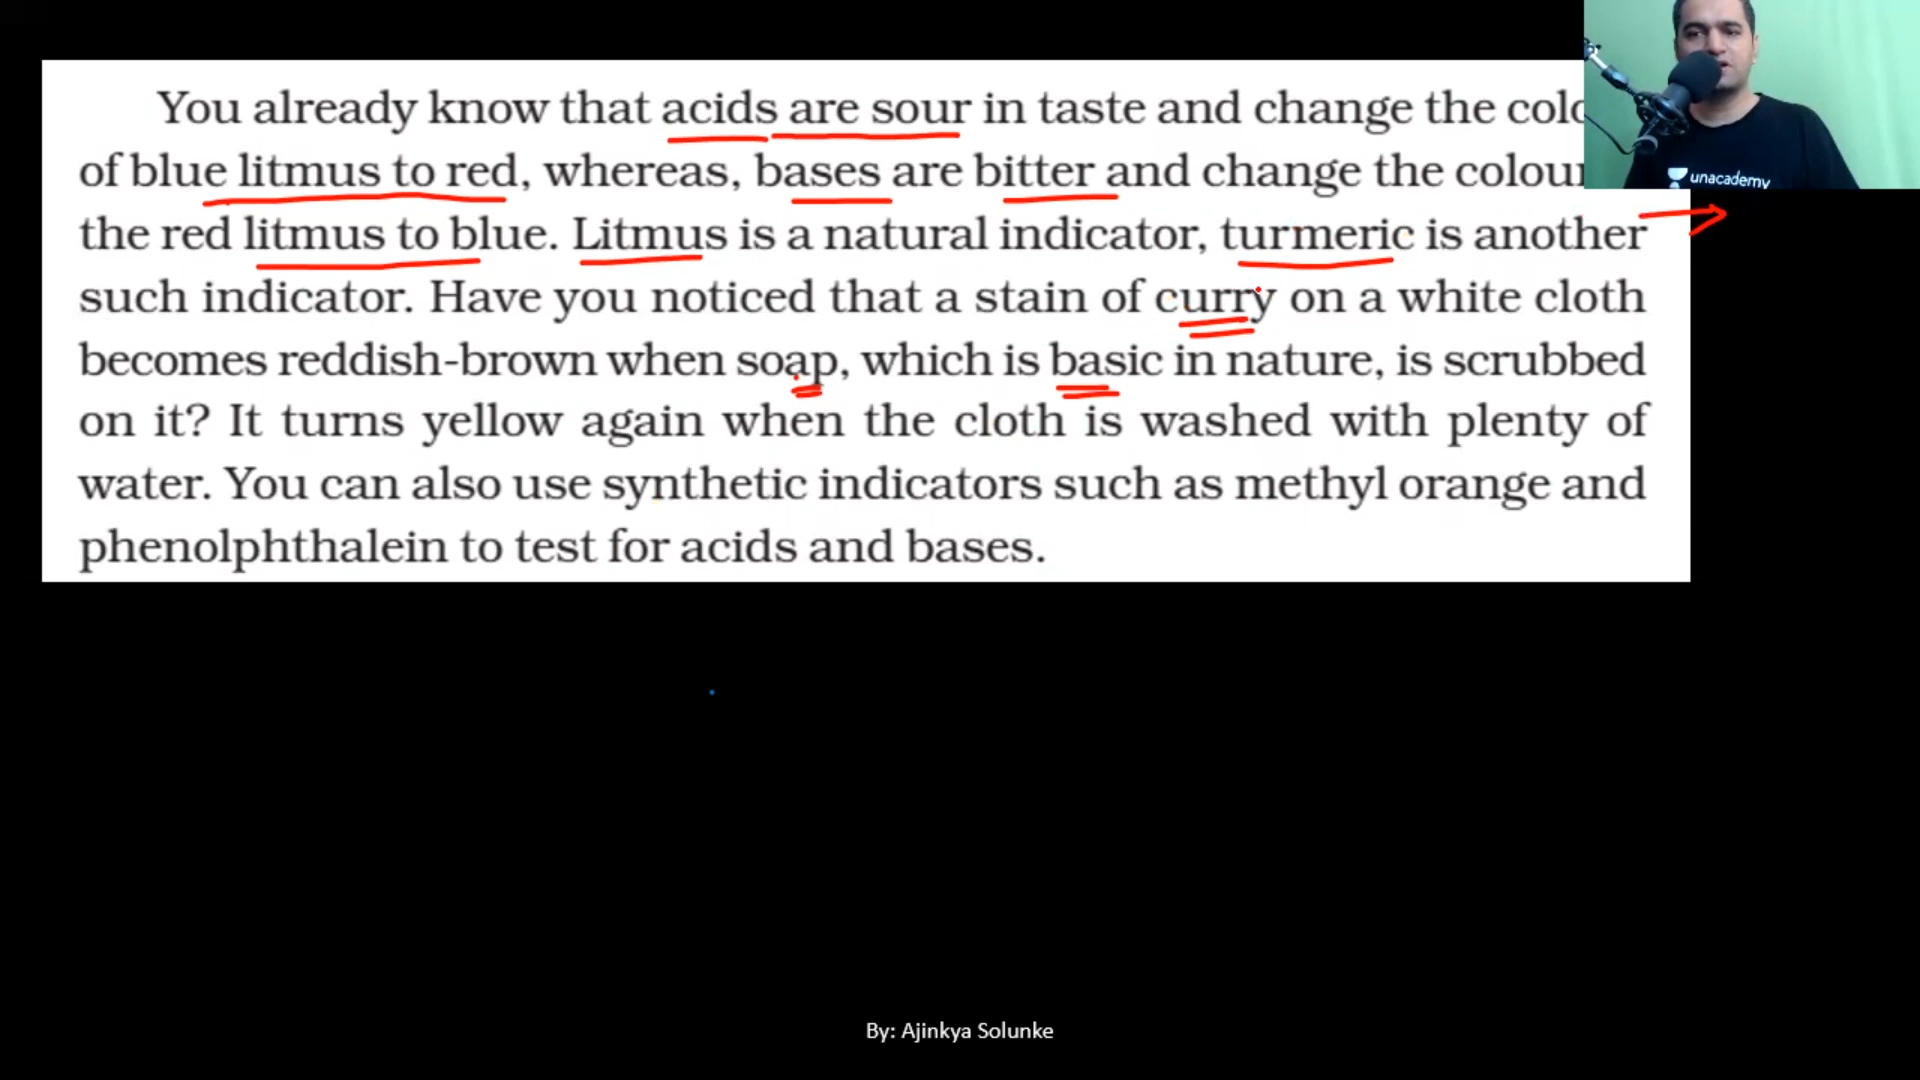 You already know that acids are sour in taste and change the colo
of blue litmus to red, whereas, bases are bitter and change the colour
the red litmus to blue. Litmus is a natural indicator, turmeric is another
such indicator. Have you noticed that a stain of curry on a white cloth
becomes reddish-brown when soap, which is basic in nature, is scrubbed
on it? It turns yellow again when the cloth is washed with plenty of
water. You can also use synthetic indicators such as methyl orange and
phenolphthalein to test for acids and bases.
unacademy
By: Ajinkya Solunke